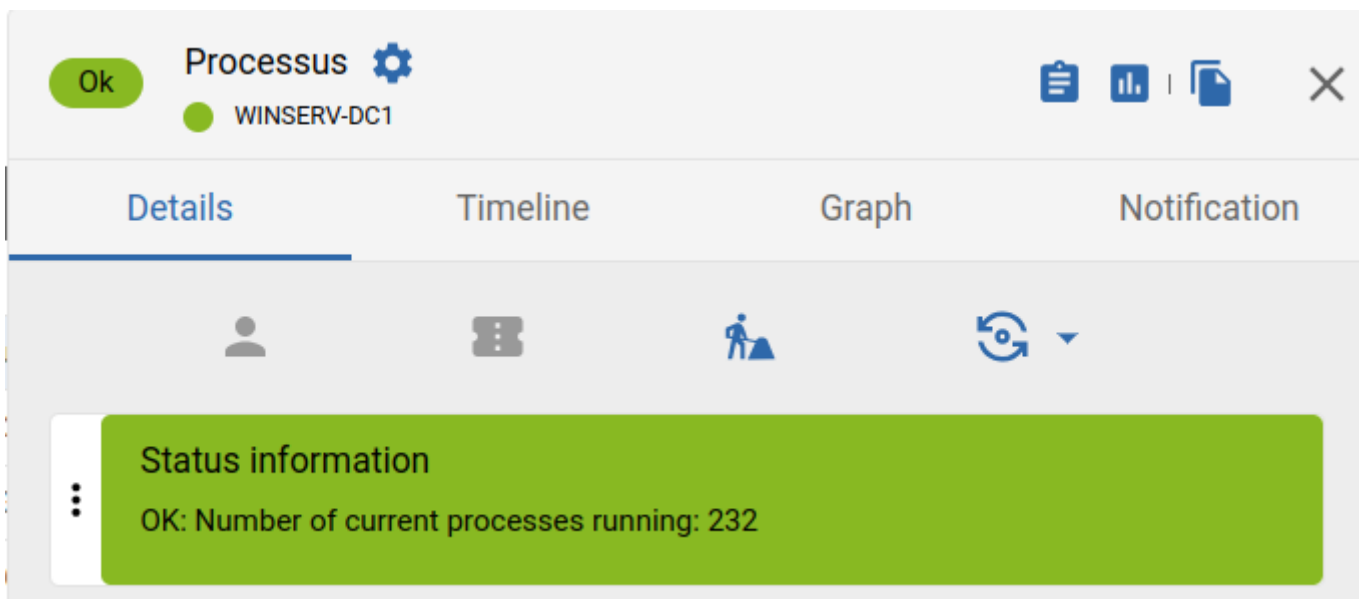 Ok
Processus
WINSERV-DC1
Details
Timeline
Graph
Notification
Status information
OK: Number of current processes running: 232